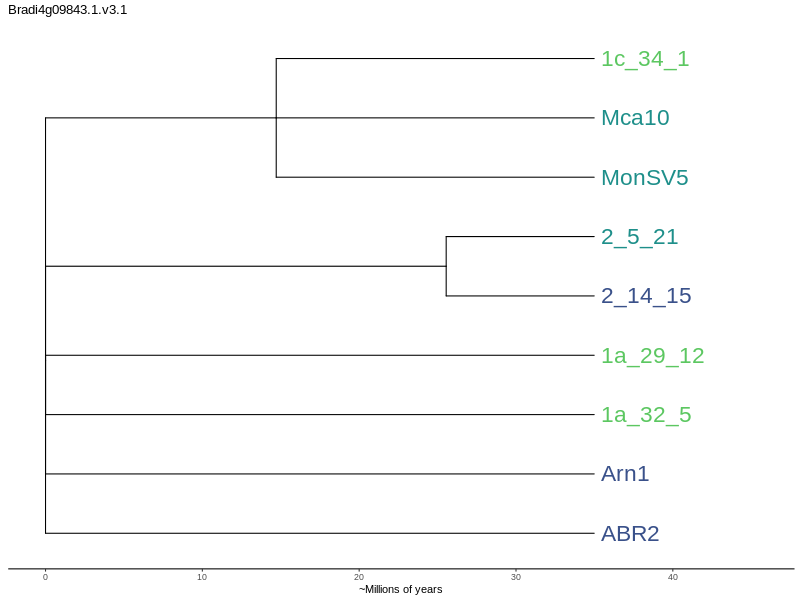 Bradi4g09843.1.v3.1
1c_34_1
Mca10
MonSV5
2_5_21
2_14_15
1a_29_12
1a_32_5
Arn1
ABR2
0 10 20 30 40
~Millions of years